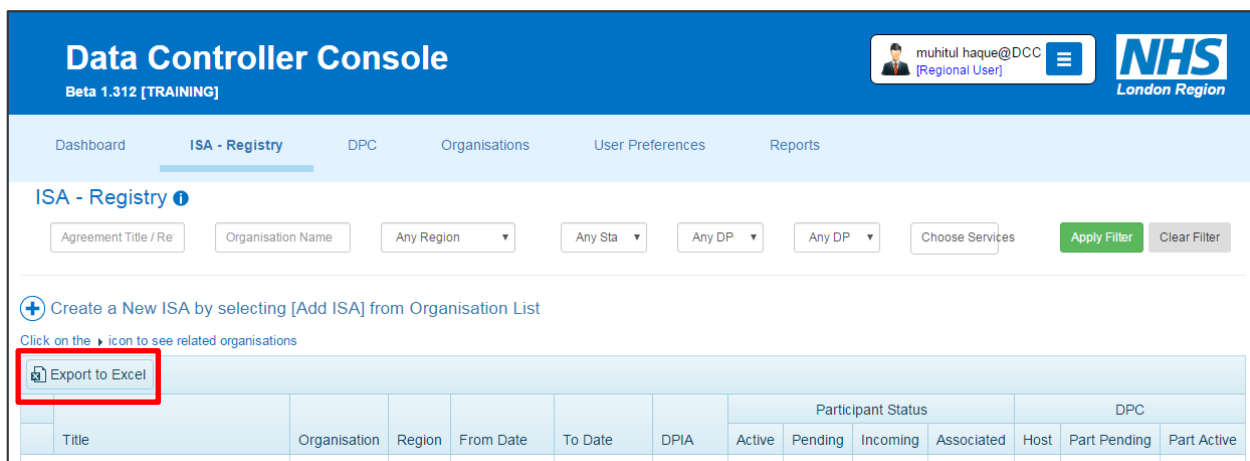 Data Controller Console
Beta 1.312 [TRAINING]
muhitul haque@DCC
[Regional User]
NHS
London Region
Dashboard ISA - Registry DPC Organisations User Preferences Reports
ISA - Registry
Agreement Title / Re Organisation Name Any Region Any Sta Any DP Any DP Choose Services Apply Filter Clear Filter
Create a New ISA by selecting [Add ISA] from Organisation List
Click on the icon to see related organisations
Export to Excel
Participant Status DPC
Title Organisation Region From Date To Date DPIA Active Pending Incoming Associated Host Part Pending Part Active